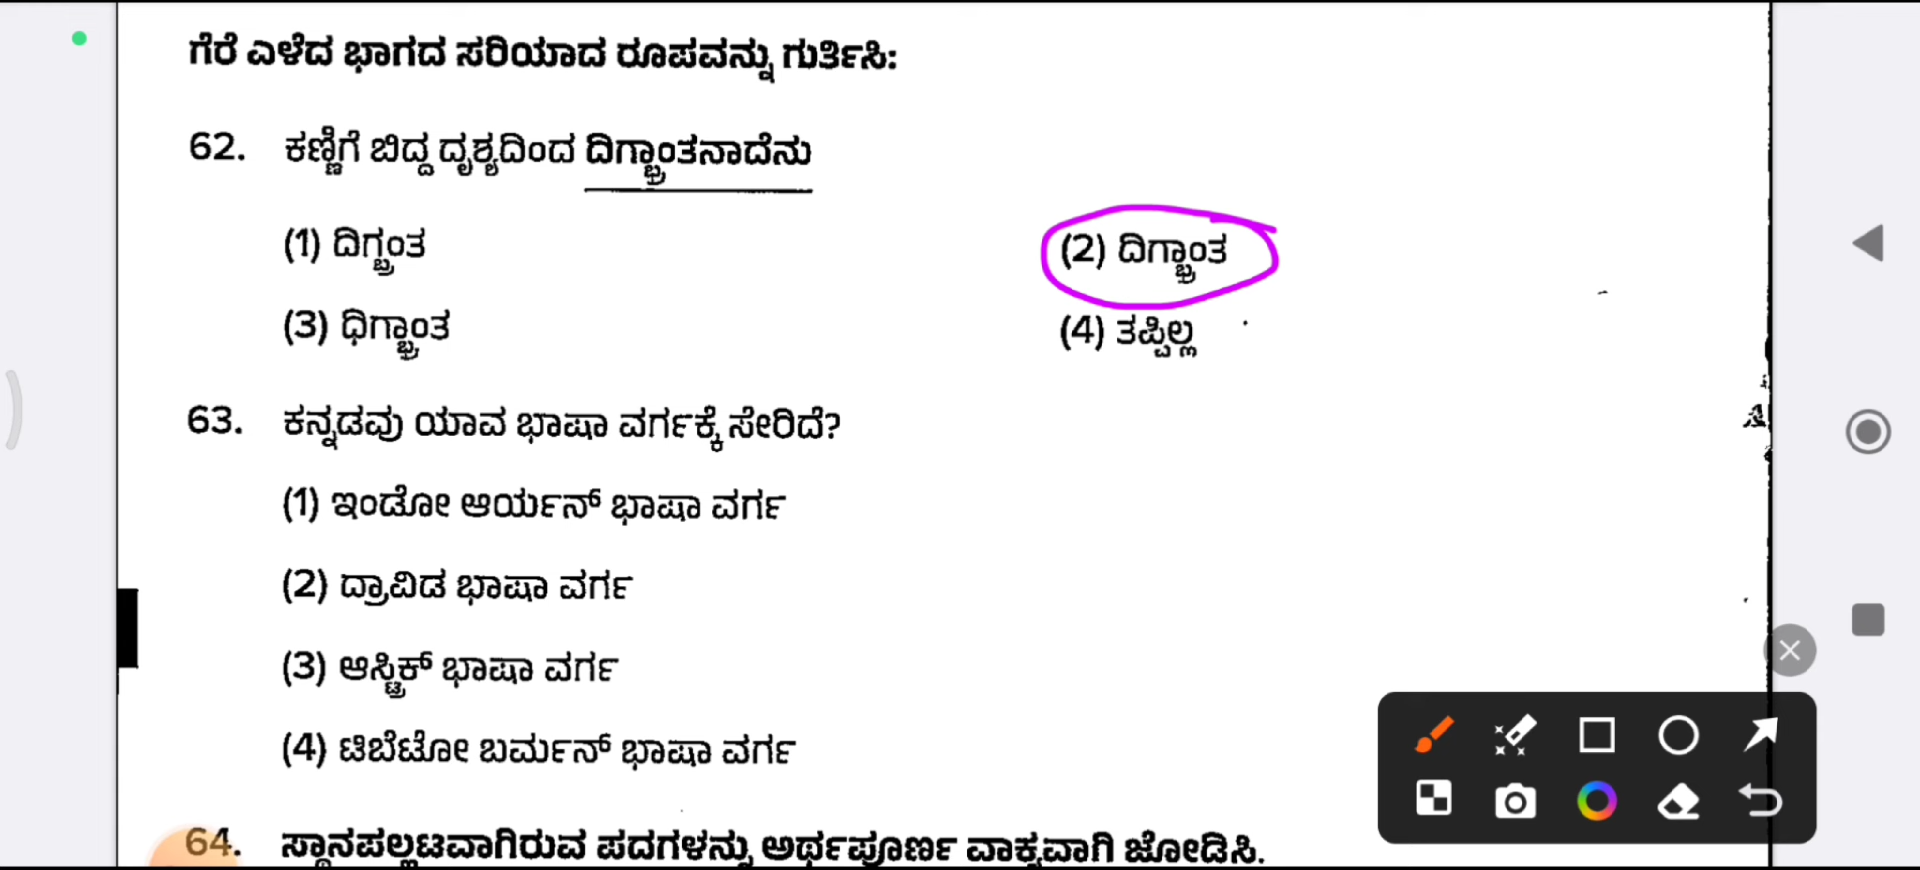 ಗೆರೆ ಎಳೆದ ಭಾಗದ ಸರಿಯಾದ ರೂಪವನ್ನು ಗುರ್ತಿಸಿ:
62. ಕಣ್ಣಿಗೆ ಬಿದ್ದ ದೃಶ್ಯದಿಂದ ದಿಗ್ಭ್ರಾಂತನಾದೆನು
(1) ದಿಗ್ಬ್ರಂತ
(2) ದಿಗ್ಭ್ರಾಂತ
(3) ಧಿಗ್ಭ್ರಾಂತ
(4) ತಪ್ಪಿಲ್ಲ
63. ಕನ್ನಡವು ಯಾವ ಭಾಷಾ ವರ್ಗಕ್ಕೆ ಸೇರಿದೆ?
(1) ಇಂಡೋ ಆರ್ಯನ್ ಭಾಷಾ ವರ್ಗ
(2) ದ್ರಾವಿಡ ಭಾಷಾ ವರ್ಗ
(3) ಆಸ್ಟ್ರಿಕ್ ಭಾಷಾ ವರ್ಗ
(4) ಟಿಬೆಟೋ ಬರ್ಮನ್ ಭಾಷಾ ವರ್ಗ
64. ಸ್ಥಾನಪಲ್ಲಟವಾಗಿರುವ ಪದಗಳನ್ನು ಅರ್ಥಪೂರ್ಣ ವಾಕ್ಯವಾಗಿ ಜೋಡಿಸಿ.